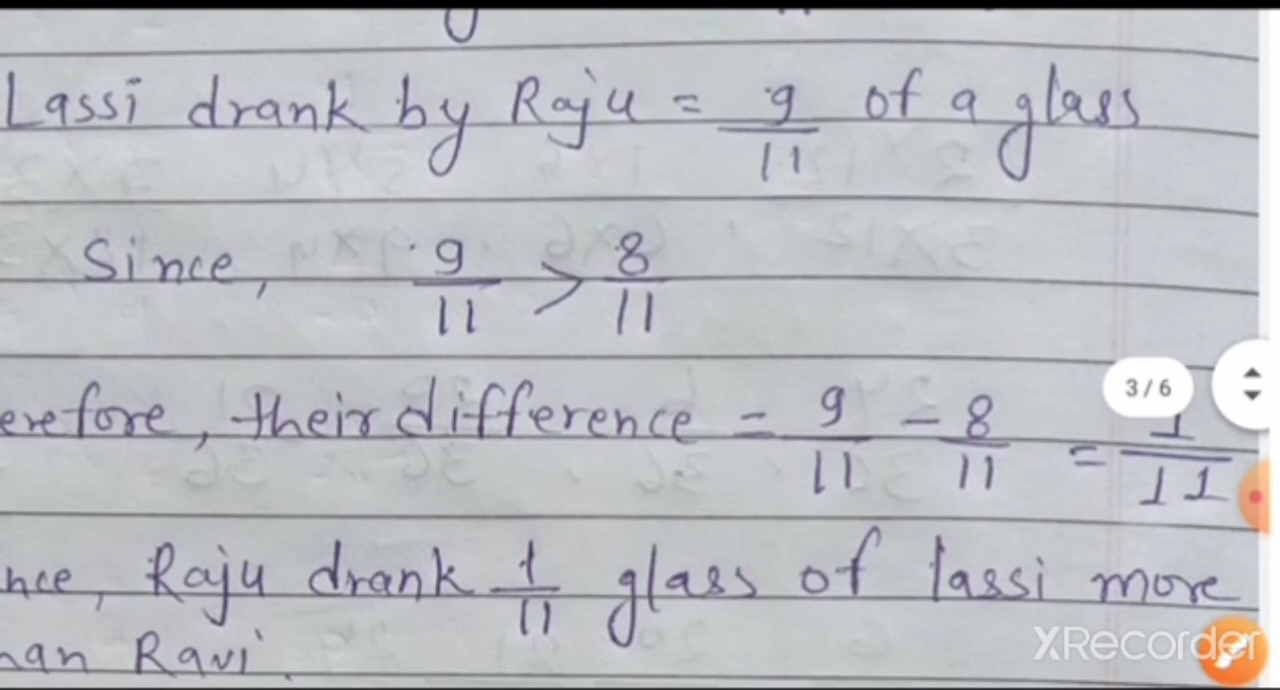 Lassi drank by Raju = 9/11 of a glass
Since, 9/11 > 8/11
erefore, their difference = 9/11 - 8/11 = 1/11
3/6
nce, Raju drank 1/11 glass of lassi more
han Ravi.
XRecorder